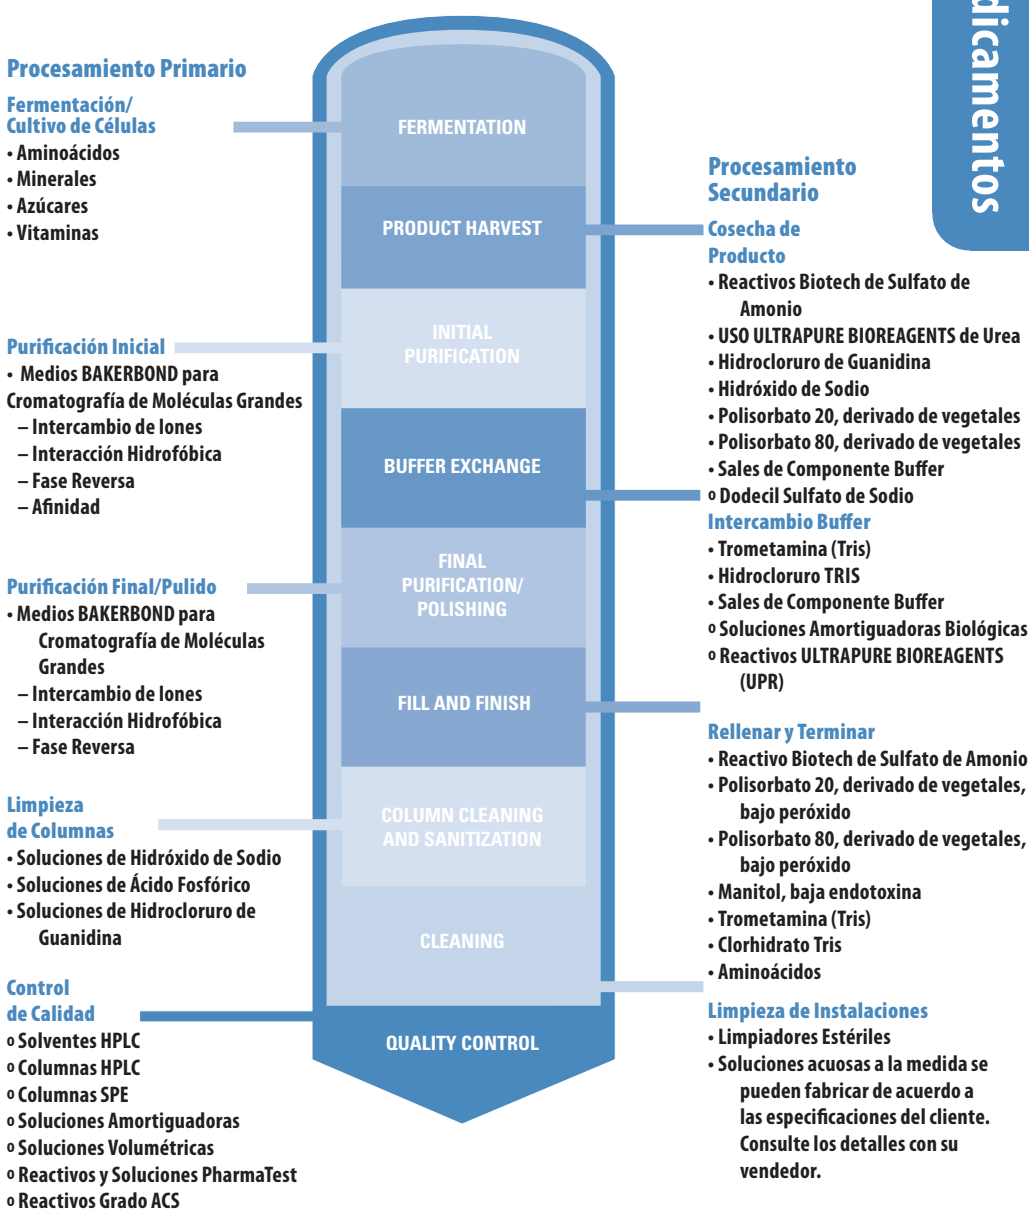 Procesamiento Primario
Fermentación/
Cultivo de Células
• Aminoácidos
• Minerales
• Azúcares
• Vitaminas
Purificación Inicial
• Medios BAKERBOND para
Cromatografía de Moléculas Grandes
– Intercambio de Iones
– Interacción Hidrofóbica
– Fase Reversa
– Afinidad
Purificación Final/Pulido
• Medios BAKERBOND para
Cromatografía de Moléculas
Grandes
– Intercambio de Iones
– Interacción Hidrofóbica
– Fase Reversa
Limpieza
de Columnas
• Soluciones de Hidróxido de Sodio
• Soluciones de Ácido Fosfórico
• Soluciones de Hidrocloruro de
Guanidina
Control
de Calidad
o Solventes HPLC
o Columnas HPLC
o Columnas SPE
o Soluciones Amortiguadoras
o Soluciones Volumétricas
o Reactivos y Soluciones PharmaTest
o Reactivos Grado ACS
FERMENTATION
PRODUCT HARVEST
INITIAL
PURIFICATION
BUFFER EXCHANGE
FINAL
PURIFICATION/
POLISHING
FILL AND FINISH
COLUMN CLEANING
AND SANITIZATION
CLEANING
QUALITY CONTROL
Procesamiento
Secundario
Cosecha de
Producto
• Reactivos Biotech de Sulfato de
Amonio
• USO ULTRAPURE BIOREAGENTS de Urea
• Hidrocloruro de Guanidina
• Hidróxido de Sodio
• Polisorbato 20, derivado de vegetales
• Polisorbato 80, derivado de vegetales
• Sales de Componente Buffer
o Dodecil Sulfato de Sodio
Intercambio Buffer
• Trometamina (Tris)
• Hidrocloruro TRIS
• Sales de Componente Buffer
o Soluciones Amortiguadoras Biológicas
o Reactivos ULTRAPURE BIOREAGENTS
(UPR)
Rellenar y Terminar
• Reactivo Biotech de Sulfato de Amonio
• Polisorbato 20, derivado de vegetales,
bajo peróxido
• Polisorbato 80, derivado de vegetales,
bajo peróxido
• Manitol, baja endotoxina
• Trometamina (Tris)
• Clorhidrato Tris
• Aminoácidos
Limpieza de Instalaciones
• Limpiadores Estériles
• Soluciones acuosas a la medida se
pueden fabricar de acuerdo a
las especificaciones del cliente.
Consulte los detalles con su
vendedor.
dicamentos